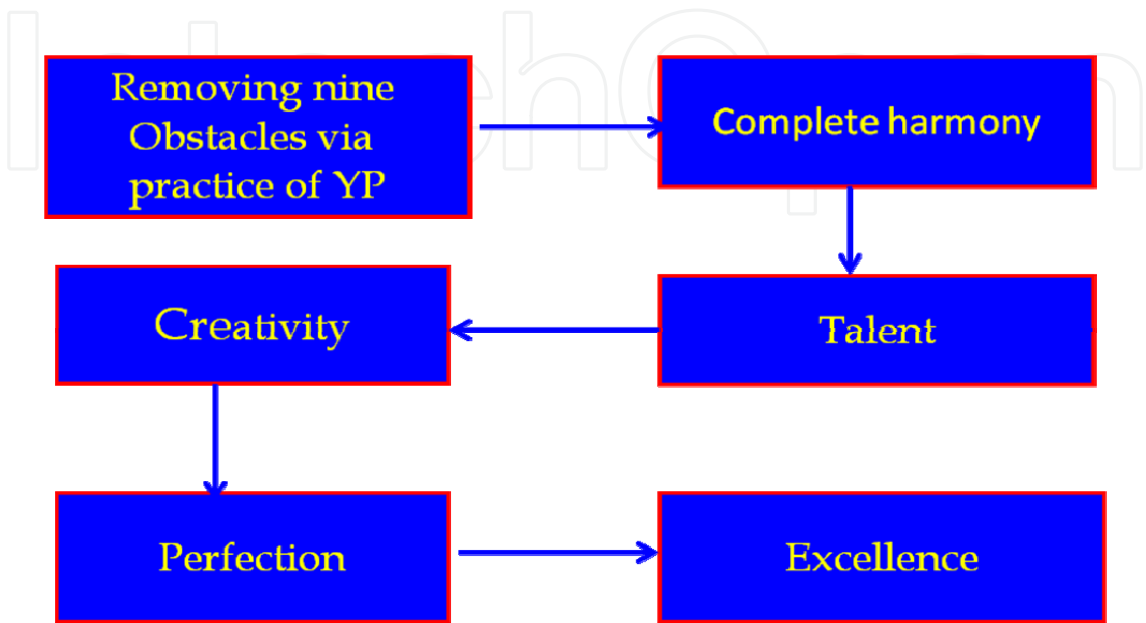 Removing nine
Obstacles via
practice of YP
Complete harmony
Talent
Creativity
Perfection
Excellence